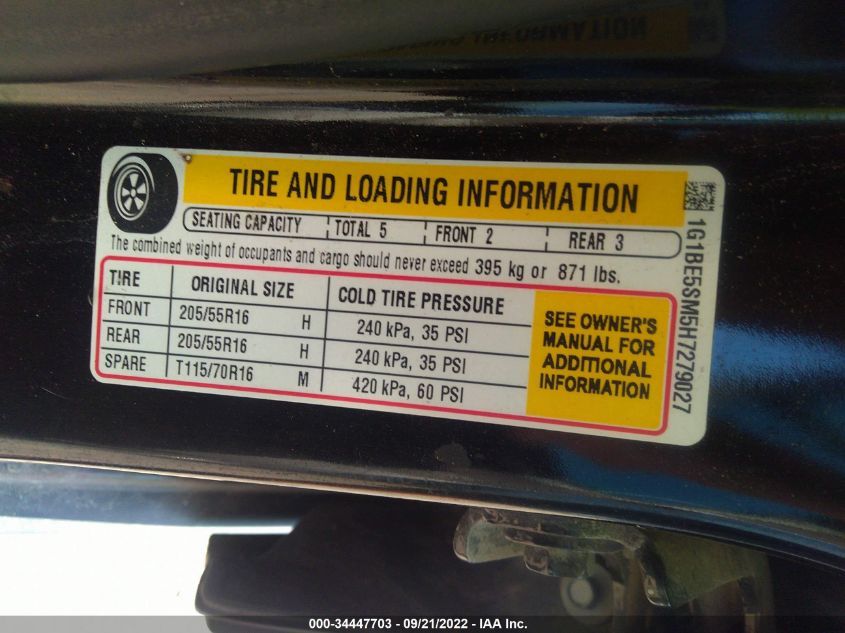 TIRE AND LOADING INFORMATION
SEATING CAPACITY TOTAL 5 FRONT 2 REAR 3
The combined weight of occupants and cargo should never exceed 395 kg or 871 lbs.
TIRE ORIGINAL SIZE COLD TIRE PRESSURE
FRONT 205/55R16 H 240 kPa, 35 PSI
REAR 205/55R16 H 240 kPa, 35 PSI
SPARE T115/70R16 M 420 kPa, 60 PSI
SEE OWNER'S
MANUAL FOR
ADDITIONAL
INFORMATION
1G1BE5SM5H7279027
000-34447703 - 09/21/2022 - IAA Inc.